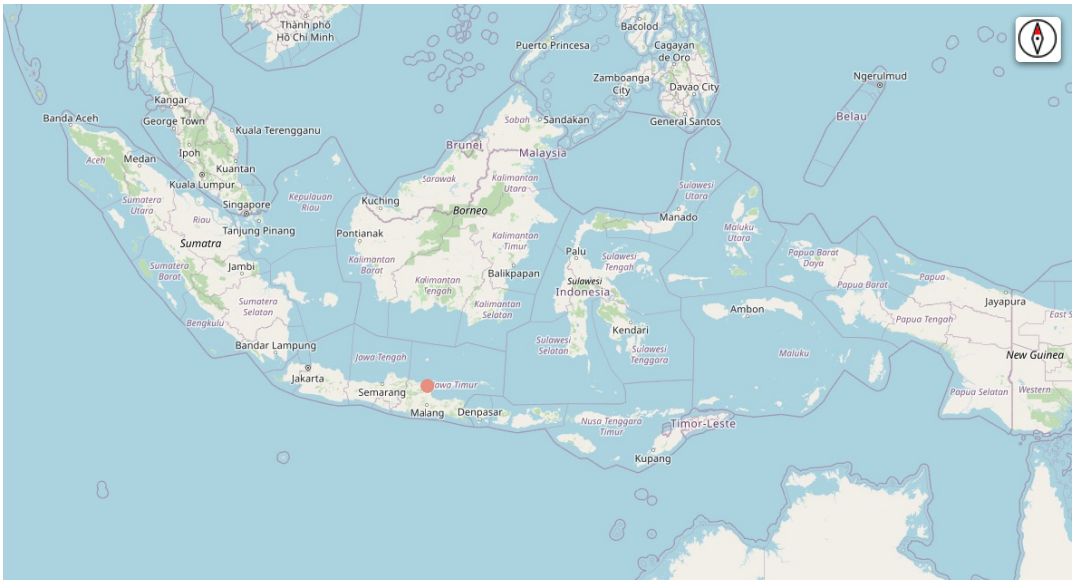 Thành phố
Hồ Chí Minh
Bacolod
Puerto Princesa
Cagayan
de Oro
Zamboanga
City
Davao City
General Santos
Ngerulmud
Belau
Kangar
Banda Aceh
George Town
Kuala Terengganu
Sabah
Sandakan
Brunei
Malaysia
Aceh
Medan
Ipoh
Kuantan
Kuala Lumpur
Sarawak
Kalimantan
Utara
Sulawesi
Utara
Sumatera
Utara
Kepulauan
Riau
Singapore
Kuching
Borneo
Manado
Riau
Tanjung Pinang
Pontianak
Maluku
Utara
Sumatra
Kalimantan
Timur
Palu
Papua Barat
Daya
Sumatera
Barat
Jambi
Kalimantan
Barat
Balikpapan
Sulawesi
Tengah
Kalimantan
Tengah
Sulawesi
Indonesia
Papua
Papua Barat
Jayapura
Sumatera
Selatan
Kalimantan
Selatan
Ambon
Papua Tengah
East S
Bengkulu
Kendari
Bandar Lampung
Sulawesi
Selatan
Sulawesi
Tenggara
Jawa Tengah
Maluku
New Guinea
Jakarta
Semarang
awa Timur
Papua Selatan
Western
Malang
Denpasar
Nusa Tenggara
Timur
Timor-Leste
Kupang